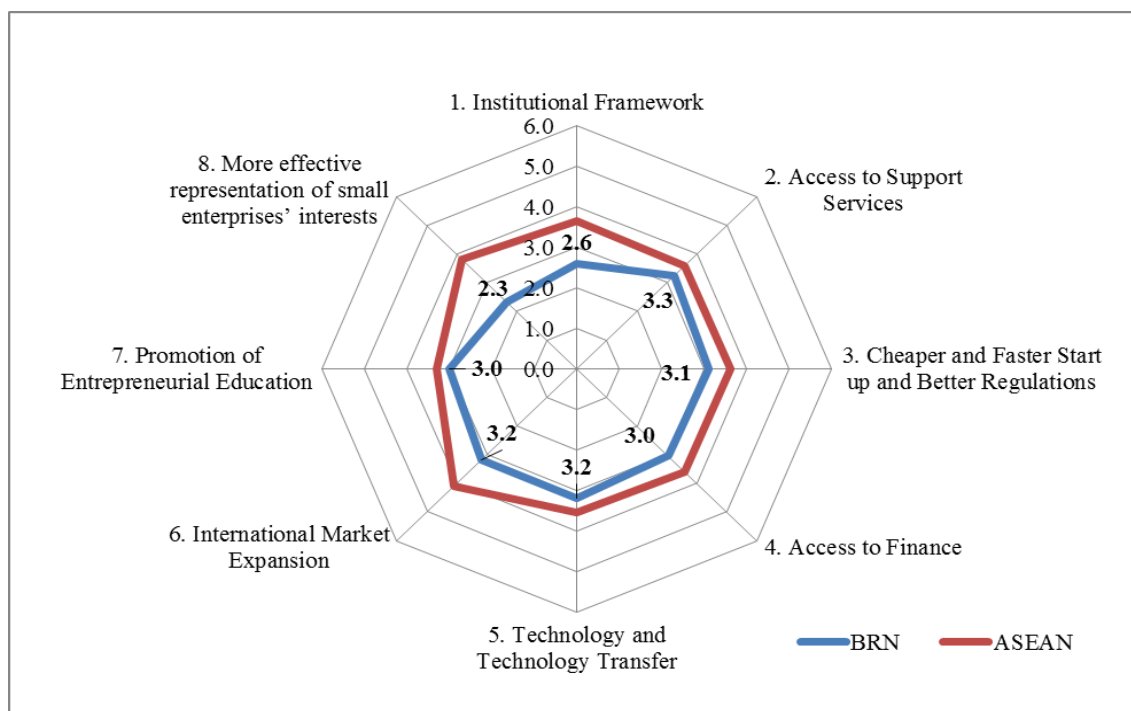 1. Institutional Framework
6.0
5.0
4.0
3.0
2.0
1.0
0.0
8. More effective
representation of small
enterprises’ interests
2. Access to Support
Services
7. Promotion of
Entrepreneurial Education
3. Cheaper and Faster Start
up and Better Regulations
6. International Market
Expansion
4. Access to Finance
5. Technology and
Technology Transfer
2.6
3.3
3.1
3.0
3.2
3.2
3.0
2.3
BRN
ASEAN